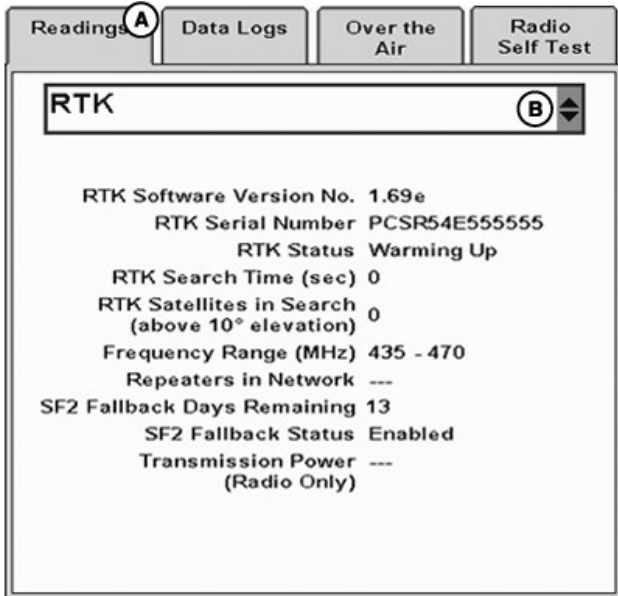 Readings A
Data Logs
Over the
Air
Radio
Self Test
RTK B
RTK Software Version No. 1.69e
RTK Serial Number PCSR54E555555
RTK Status Warming Up
RTK Search Time (sec) 0
RTK Satellites in Search
(above 10° elevation) 0
Frequency Range (MHz) 435 - 470
Repeaters in Network ---
SF2 Fallback Days Remaining 13
SF2 Fallback Status Enabled
Transmission Power ---
(Radio Only)